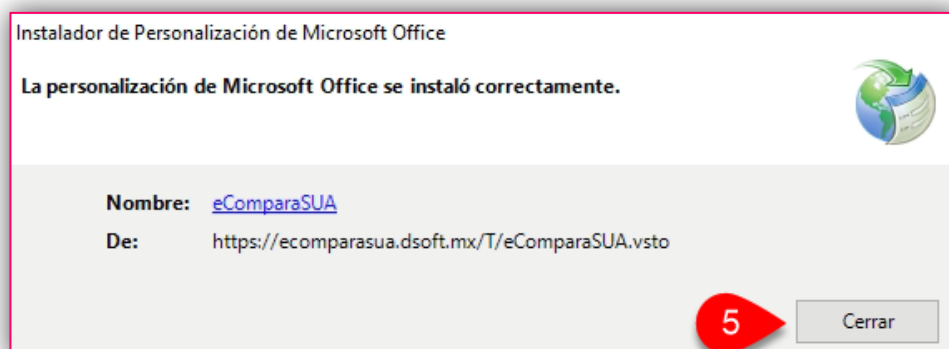 Instalador de Personalización de Microsoft Office
La personalización de Microsoft Office se instaló correctamente.
Nombre: eComparaSUA
De: https://ecomparasua.dsoft.mx/T/eComparaSUA.vsto
5 Cerrar